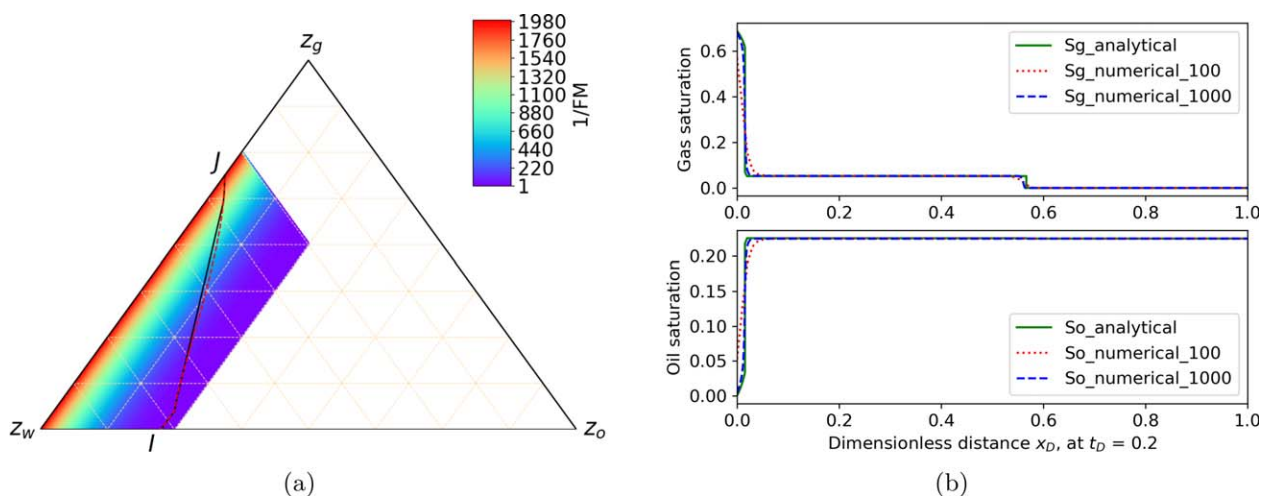 1980
1760
1540
1320
1100
880
660
440
220
1
1/FM
z_g
J
z_w
I
z_o
(a)
Gas saturation
0.6
0.4
0.2
0.0
Sg_analytical
Sg_numerical_100
Sg_numerical_1000
0.0 0.2 0.4 0.6 0.8 1.0
Oil saturation
0.20
0.15
0.10
0.05
0.00
So_analytical
So_numerical_100
So_numerical_1000
0.0 0.2 0.4 0.6 0.8 1.0
Dimensionless distance x_D, at t_D = 0.2
(b)